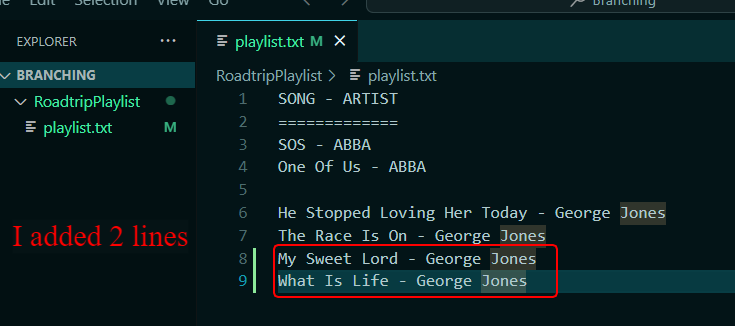 Edit Selection View Go
Branching
EXPLORER ...
playlist.txt M
BRANCHING
RoadtripPlaylist > playlist.txt
RoadtripPlaylist
playlist.txt M
1 SONG - ARTIST
2 =============
3 SOS - ABBA
4 One Of Us - ABBA
5
6 He Stopped Loving Her Today - George Jones
7 The Race Is On - George Jones
8 My Sweet Lord - George Jones
9 What Is Life - George Jones
I added 2 lines